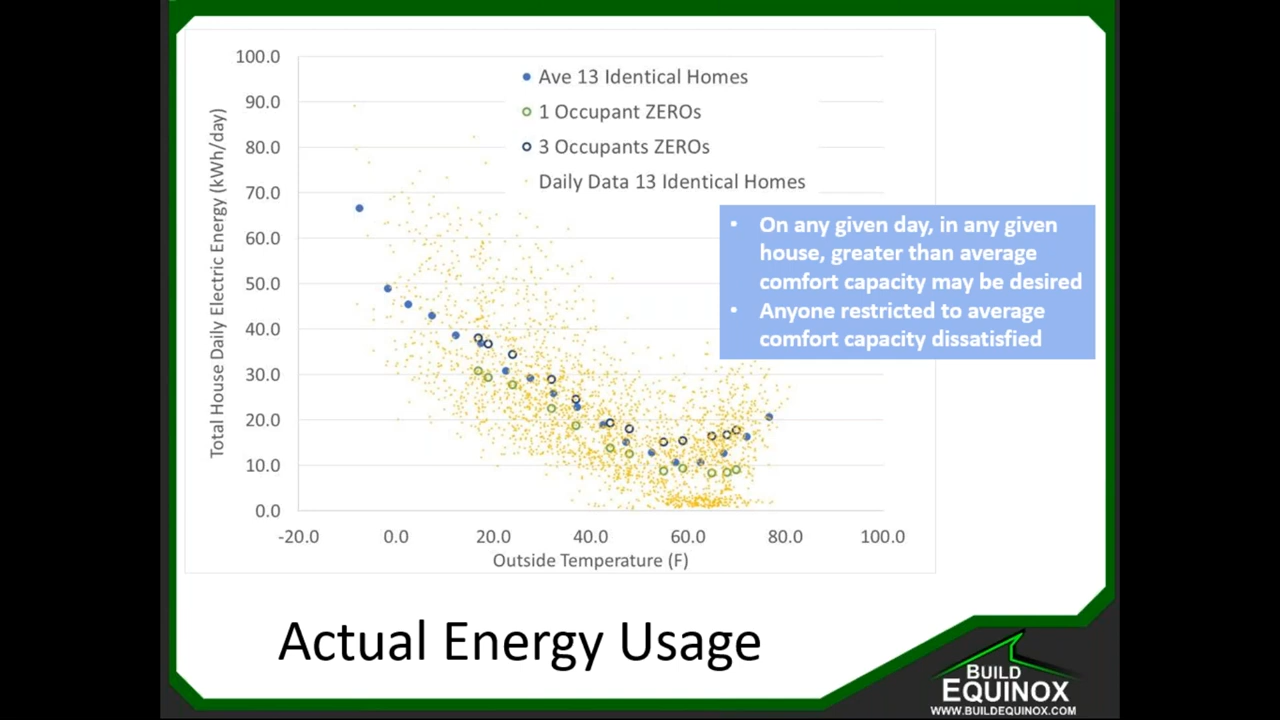 100.0
90.0
80.0
70.0
60.0
50.0
40.0
30.0
20.0
10.0
0.0
Total House Daily Electric Energy (kWh/day)
-20.0 0.0 20.0 40.0 60.0 80.0 100.0
Outside Temperature (F)
Ave 13 Identical Homes
1 Occupant ZEROs
3 Occupants ZEROs
Daily Data 13 Identical Homes
• On any given day, in any given
house, greater than average
comfort capacity may be desired
• Anyone restricted to average
comfort capacity dissatisfied
Actual Energy Usage
BUILD
EQUINOX
WWW.BUILDEQUINOX.COM